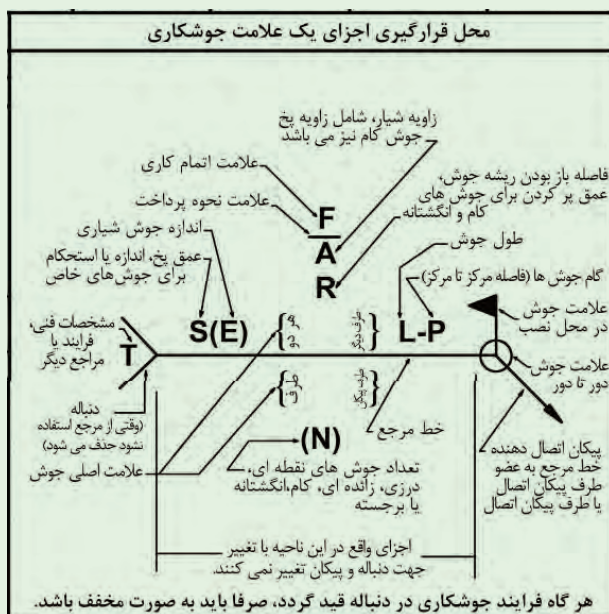 محل قرارگیری اجزای یک علامت جوشکاری
زاویه شیار، شامل زاویه پخ
جوش کام نیز می باشد
علامت اتمام کاری
علامت نحوه پرداخت
اندازه جوش شیاری
عمق پخ، اندازه یا استحکام
برای جوش‌های خاص
F
A
R
فاصله باز بودن ریشه جوش،
عمق پر کردن برای جوش های
کام و انگشتانه
طول جوش
گام جوش ها (فاصله مرکز تا مرکز)
مشخصات فنی،
فرایند یا
مراجع دیگر
T
S(E)
هر دو
طرف
طرف دیگر
طرف پیکان
L-P
علامت جوش
در محل نصب
علامت جوش
دور تا دور
دنباله
(وقتی از مرجع استفاده
نشود حذف می شود)
علامت اصلی جوش
(N)
تعداد جوش های نقطه ای،
درزی، زائده ای، کام،انگشتانه
یا برجسته
خط مرجع
پیکان اتصال دهنده
خط مرجع به عضو
طرف پیکان اتصال
یا طرف پیکان اتصال
اجزای واقع در این ناحیه با تغییر
جهت دنباله و پیکان تغییر نمی کنند.
هر گاه فرایند جوشکاری در دنباله قید گردد، صرفا باید به صورت مخفف باشد.